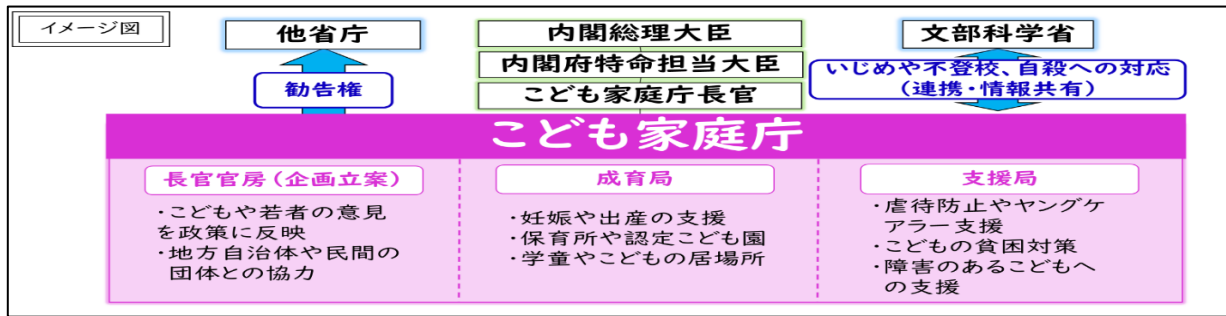 イメージ図
他省庁
勧告権
内閣総理大臣
内閣府特命担当大臣
こども家庭庁長官
文部科学省
いじめや不登校、自殺への対応
(連携・情報共有)
こども家庭庁
長官官房(企画立案)
・こどもや若者の意見
を政策に反映
・地方自治体や民間の
団体との協力
成育局
・妊娠や出産の支援
・保育所や認定こども園
・学童やこどもの居場所
支援局
・虐待防止やヤングケ
アラー支援
・こどもの貧困対策
・障害のあるこどもへ
の支援